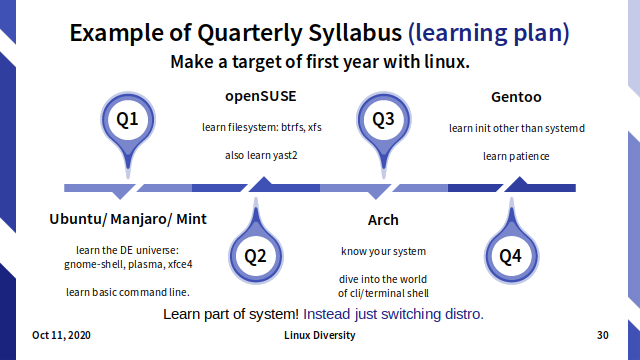 Example of Quarterly Syllabus (learning plan)
Make a target of first year with linux.
Q1
openSUSE
learn filesystem: btrfs, xfs
also learn yast2
Q3
Gentoo
learn init other than systemd
learn patience
Ubuntu/ Manjaro/ Mint
learn the DE universe:
gnome-shell, plasma, xfce4
learn basic command line.
Q2
Arch
know your system
dive into the world
of cli/terminal shell
Q4
Learn part of system! Instead just switching distro.
Oct 11, 2020
Linux Diversity
30